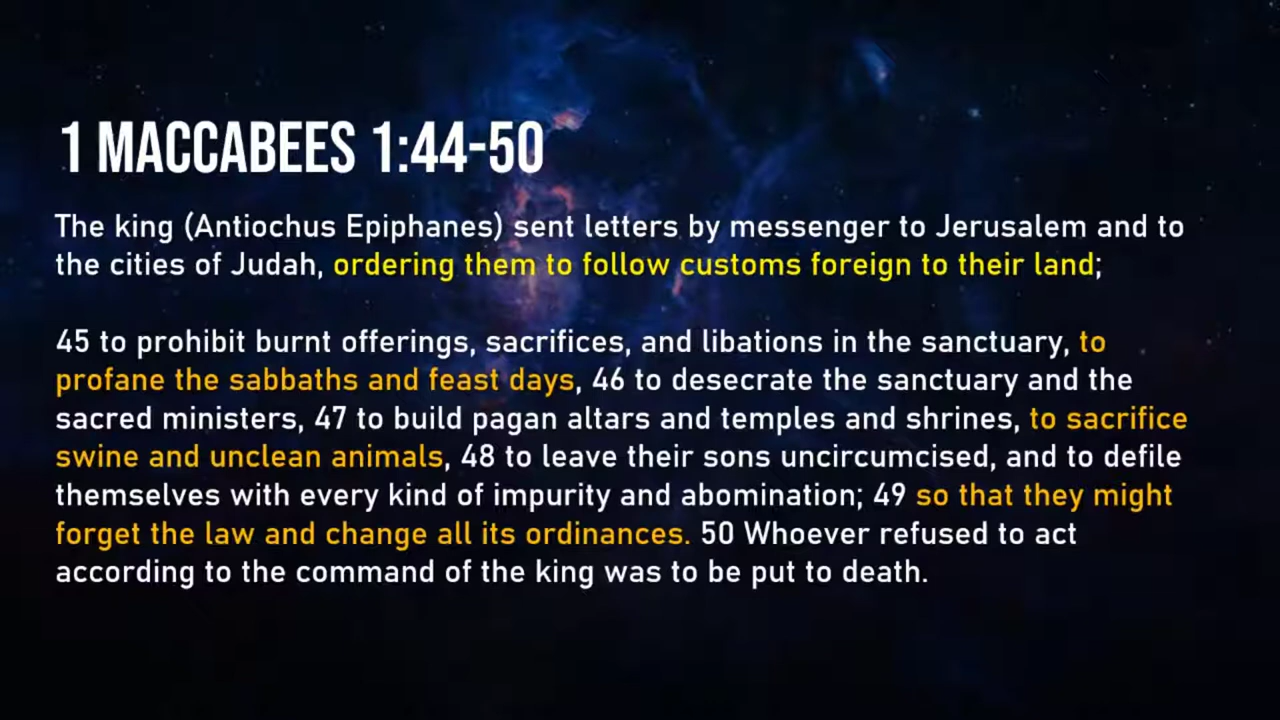 1 MACCABEES 1:44-50
The king (Antiochus Epiphanes) sent letters by messenger to Jerusalem and to
the cities of Judah, ordering them to follow customs foreign to their land;
45 to prohibit burnt offerings, sacrifices, and libations in the sanctuary, to
profane the sabbaths and feast days, 46 to desecrate the sanctuary and the
sacred ministers, 47 to build pagan altars and temples and shrines, to sacrifice
swine and unclean animals, 48 to leave their sons uncircumcised, and to defile
themselves with every kind of impurity and abomination; 49 so that they might
forget the law and change all its ordinances. 50 Whoever refused to act
according to the command of the king was to be put to death.